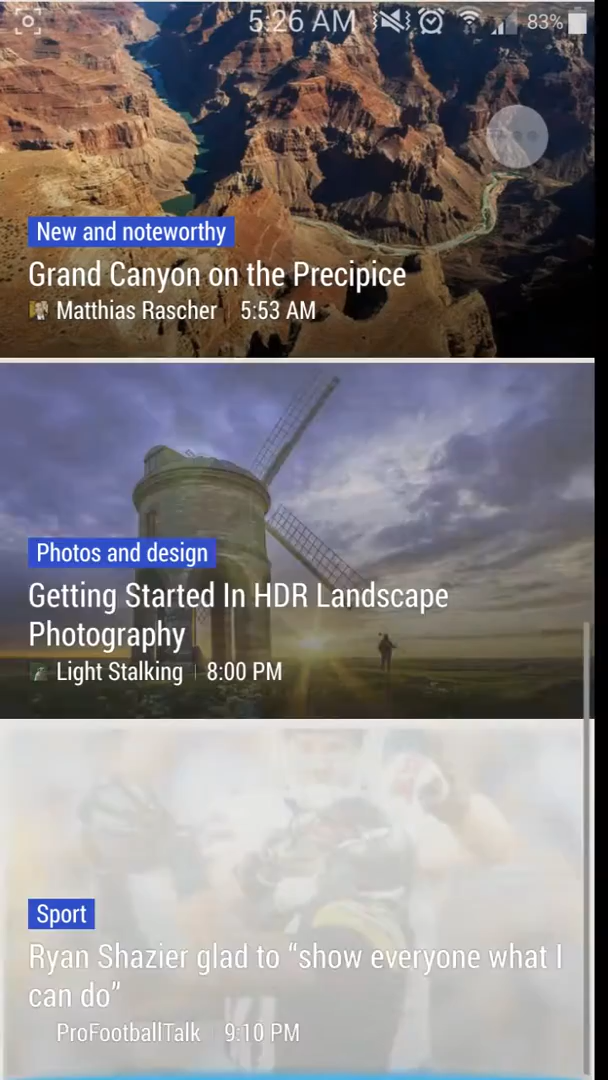 5:26 AM 83%
New and noteworthy
Grand Canyon on the Precipice
Matthias Rascher 5:53 AM
Photos and design
Getting Started In HDR Landscape
Photography
Light Stalking 8:00 PM
Sport
Ryan Shazier glad to “show everyone what I
can do”
ProFootballTalk 9:10 PM